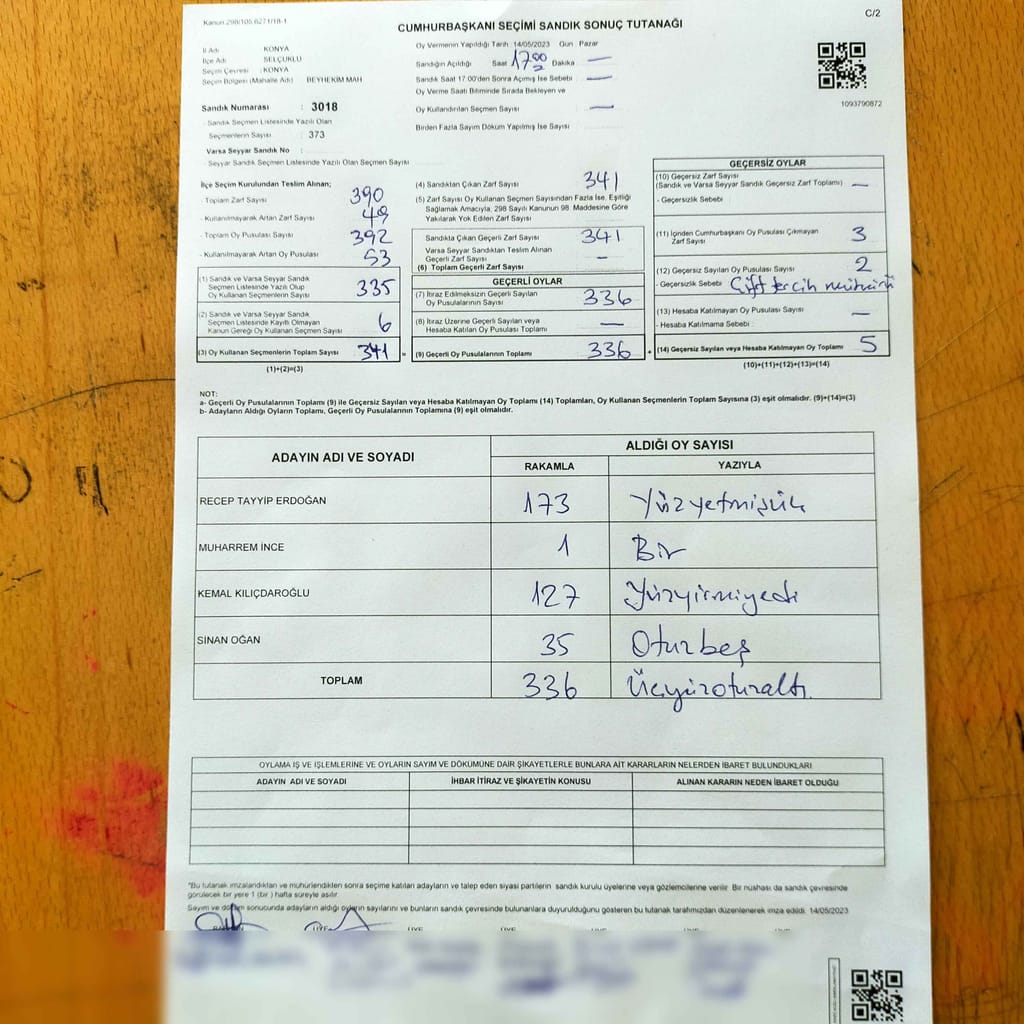 Kanun:298/105,6271/18-1
C/2
CUMHURBAŞKANI SEÇİMİ SANDIK SONUÇ TUTANAĞI
İl Adı KONYA
İlçe Adı SELÇUKLU
Seçim Çevresi : KONYA
Seçim Bölgesi (Mahalle Adı) BEYHEKİM MAH
Sandık Numarası : 3018
- Sandık Seçmen Listesinde Yazılı Olan
Seçmenlerin Sayısı : 373
Varsa Seyyar Sandık No :
- Seyyar Sandık Seçmen Listesinde Yazılı Olan Seçmen Sayısı
Oy Vermenin Yapıldığı Tarih 14/05/2023 Gün Pazar
Sandığın Açıldığı Saat 17 00 Dakika —
Sandık Saat 17:00'den Sonra Açılmış İse Sebebi —
Oy Verme Saati Bitiminde Sırada Bekleyen ve
Oy Kullandırılan Seçmen Sayısı —
Birden Fazla Sayım Döküm Yapılmış İse Sayısı
1093790872
İlçe Seçim Kurulundan Teslim Alınan;
- Toplam Zarf Sayısı 390
- Kullanılmayarak Artan Zarf Sayısı 49
- Toplam Oy Pusulası Sayısı 392
- Kullanılmayarak Artan Oy Pusulası 53
(1) Sandık ve Varsa Seyyar Sandık
Seçmen Listesinde Yazılı Olup
Oy Kullanan Seçmenlerin Sayısı 335
(2) Sandık ve Varsa Seyyar Sandık
Seçmen Listesinde Kayıtlı Olmayan
Kanun Gereği Oy Kullanan Seçmen Sayısı 6
(3) Oy Kullanan Seçmenlerin Toplam Sayısı 341 =
(1)+(2)=(3)
(4) Sandıktan Çıkan Zarf Sayısı 341
(5) Zarf Sayısı Oy Kullanan Seçmen Sayısından Fazla İse, Eşitliği
Sağlamak Amacıyla, 298 Sayılı Kanunun 98. Maddesine Göre
Yakılarak Yok Edilen Zarf Sayısı
Sandıkta Çıkan Geçerli Zarf Sayısı 341
Varsa Seyyar Sandıktan Teslim Alınan
Geçerli Zarf Sayısı —
(6) Toplam Geçerli Zarf Sayısı
GEÇERLİ OYLAR
(7) İtiraz Edilmeksizin Geçerli Sayılan
Oy Pusulalarının Sayısı 336
(8) İtiraz Üzerine Geçerli Sayılan veya
Hesaba Katılan Oy Pusulası Toplamı —
(9) Geçerli Oy Pusulalarının Toplamı 336 +
GEÇERSİZ OYLAR
(10) Geçersiz Zarf Sayısı
(Sandık ve Varsa Seyyar Sandık Geçersiz Zarf Toplamı) —
- Geçersizlik Sebebi :
(11) İçinden Cumhurbaşkanı Oy Pusulası Çıkmayan
Zarf Sayısı 3
(12) Geçersiz Sayılan Oy Pusulası Sayısı 2
- Geçersizlik Sebebi : Çift tercih mührü
(13) Hesaba Katılmayan Oy Pusulası Sayısı —
- Hesaba Katılmama Sebebi :
(14) Geçersiz Sayılan veya Hesaba Katılmayan Oy Toplamı 5
(10)+(11)+(12)+(13)=(14)
NOT:
a- Geçerli Oy Pusulalarının Toplamı (9) ile Geçersiz Sayılan veya Hesaba Katılmayan Oy Toplamı (14) Toplamları, Oy Kullanan Seçmenlerin Toplam Sayısına (3) eşit olmalıdır. (9)+(14)=(3)
b- Adayların Aldığı Oyların Toplamı, Geçerli Oy Pusulalarının Toplamına (9) eşit olmalıdır.
ADAYIN ADI VE SOYADI ALDIĞI OY SAYISI
RAKAMLA YAZIYLA
RECEP TAYYİP ERDOĞAN 173 Yüzyetmişüç
MUHARREM İNCE 1 Bir
KEMAL KILIÇDAROĞLU 127 Yüzyirmiyedi
SİNAN OĞAN 35 Oturbeş
TOPLAM 336 Üçyüzoturaltı.
OYLAMA İŞ VE İŞLEMLERİNE VE OYLARIN SAYIM VE DÖKÜMÜNE DAİR ŞİKAYETLERLE BUNLARA AİT KARARLARIN NELERDEN İBARET BULUNDUKLARI
ADAYIN ADI VE SOYADI İHBAR İTİRAZ VE ŞİKAYETİN KONUSU ALINAN KARARIN NEDEN İBARET OLDUĞU
"Bu tutanak imzalandıktan ve mühürlendikten sonra seçime katılan adayların ve talep eden siyasi partilerin sandık kurulu üyelerine veya gözlemcilerine verilir. Bir nüshası da sandık çevresinde
görülecek bir yere 1 (bir) hafta süreyle asılır.
Sayım ve döküm sonucunda adayların aldığı oyların sayılarını ve bunların sandık çevresinde bulunanlara duyurulduğunu gösteren bu tutanak tarafımızdan düzenlenerek imza edildi. 14/05/2023